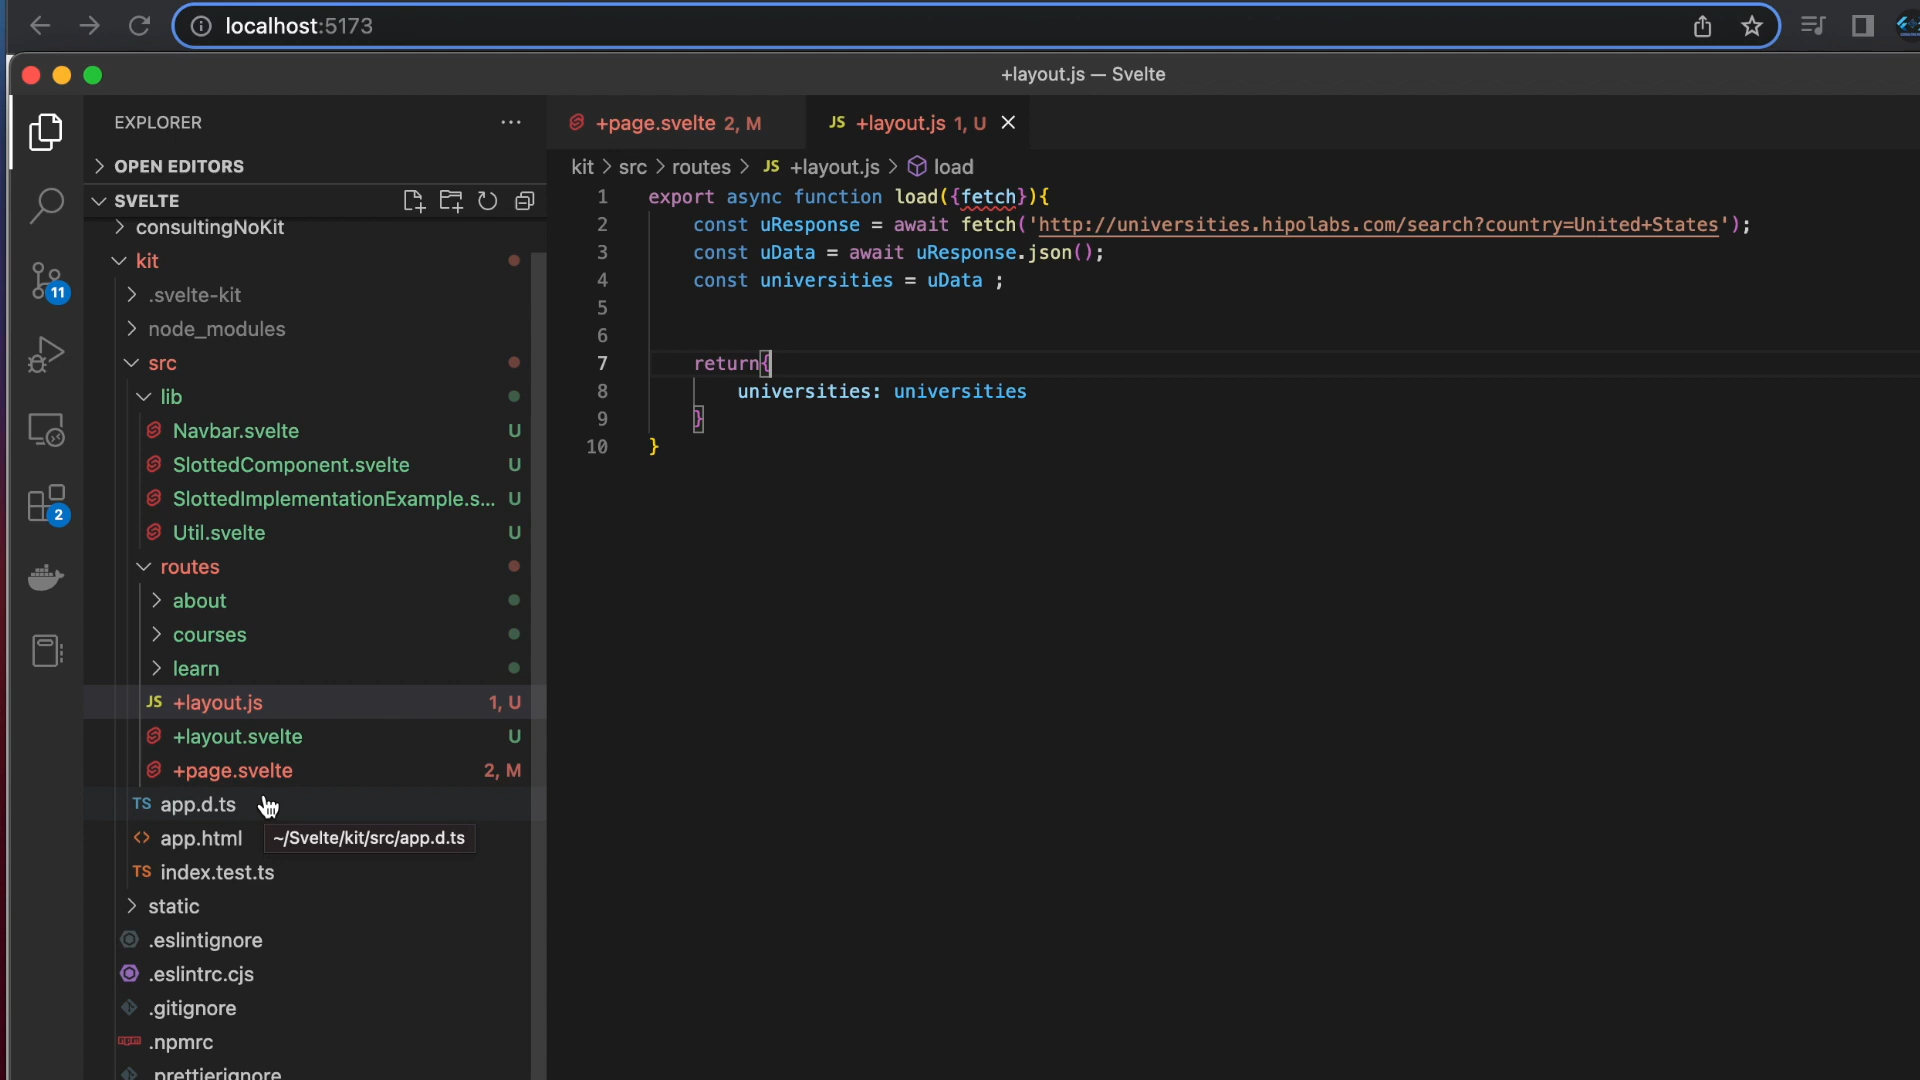 localhost:5173
+layout.js — Svelte
EXPLORER
+page.svelte 2, M
JS +layout.js 1, U
OPEN EDITORS
kit > src > routes > JS +layout.js > load
SVELTE
consultingNoKit
kit
.svelte-kit
node_modules
src
lib
Navbar.svelte U
SlottedComponent.svelte U
SlottedImplementationExample.s... U
Util.svelte U
routes
about
courses
learn
JS +layout.js 1, U
+layout.svelte U
+page.svelte 2, M
TS app.d.ts
<> app.html
~/Svelte/kit/src/app.d.ts
TS index.test.ts
static
.eslintignore
.eslintrc.cjs
.gitignore
.npmrc
.prettierignore
11
2
1 export async function load({fetch}){
2 const uResponse = await fetch('http://universities.hipolabs.com/search?country=United+States');
3 const uData = await uResponse.json();
4 const universities = uData ;
5
6
7 return{
8 universities: universities
9 }
10 }